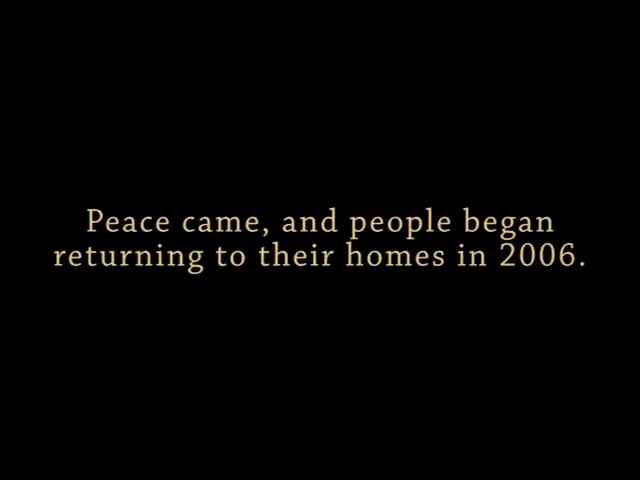 Peace came, and people began
returning to their homes in 2006.